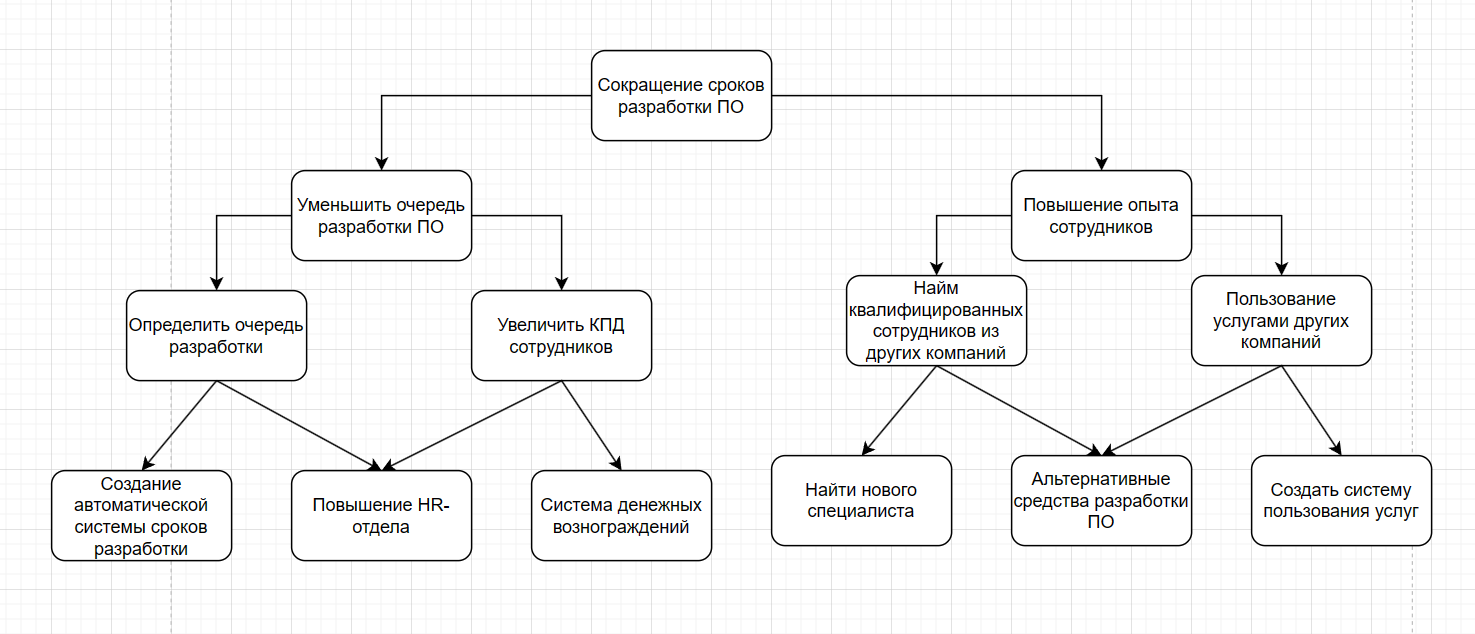 Сокращение сроков
разработки ПО
Уменьшить очередь
разработки ПО
Повышение опыта
сотрудников
Определить очередь
разработки
Увеличить КПД
сотрудников
Найм
квалифицированных
сотрудников из
других компаний
Пользование
услугами других
компаний
Создание
автоматической
системы сроков
разработки
Повышение HR-
отдела
Система денежных
вознограждений
Найти нового
специалиста
Альтернативные
средства разработки
ПО
Создать систему
пользования услуг